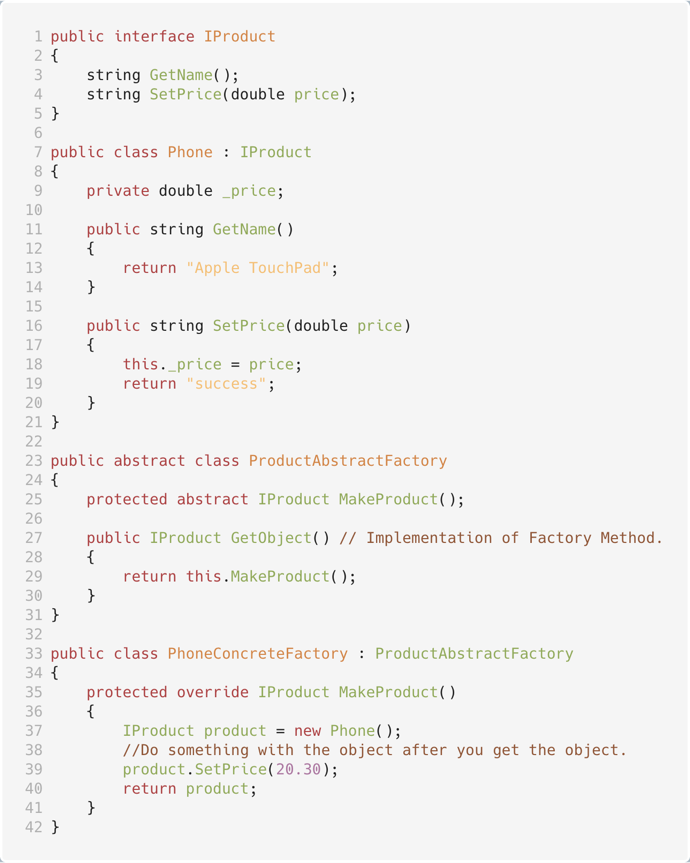 1 public interface IProduct
2 {
3     string GetName();
4     string SetPrice(double price);
5 }
6
7 public class Phone : IProduct
8 {
9     private double _price;
10
11     public string GetName()
12     {
13         return "Apple TouchPad";
14     }
15
16     public string SetPrice(double price)
17     {
18         this._price = price;
19         return "success";
20     }
21 }
22
23 public abstract class ProductAbstractFactory
24 {
25     protected abstract IProduct MakeProduct();
26
27     public IProduct GetObject() // Implementation of Factory Method.
28     {
29         return this.MakeProduct();
30     }
31 }
32
33 public class PhoneConcreteFactory : ProductAbstractFactory
34 {
35     protected override IProduct MakeProduct()
36     {
37         IProduct product = new Phone();
38         //Do something with the object after you get the object.
39         product.SetPrice(20.30);
40         return product;
41     }
42 }